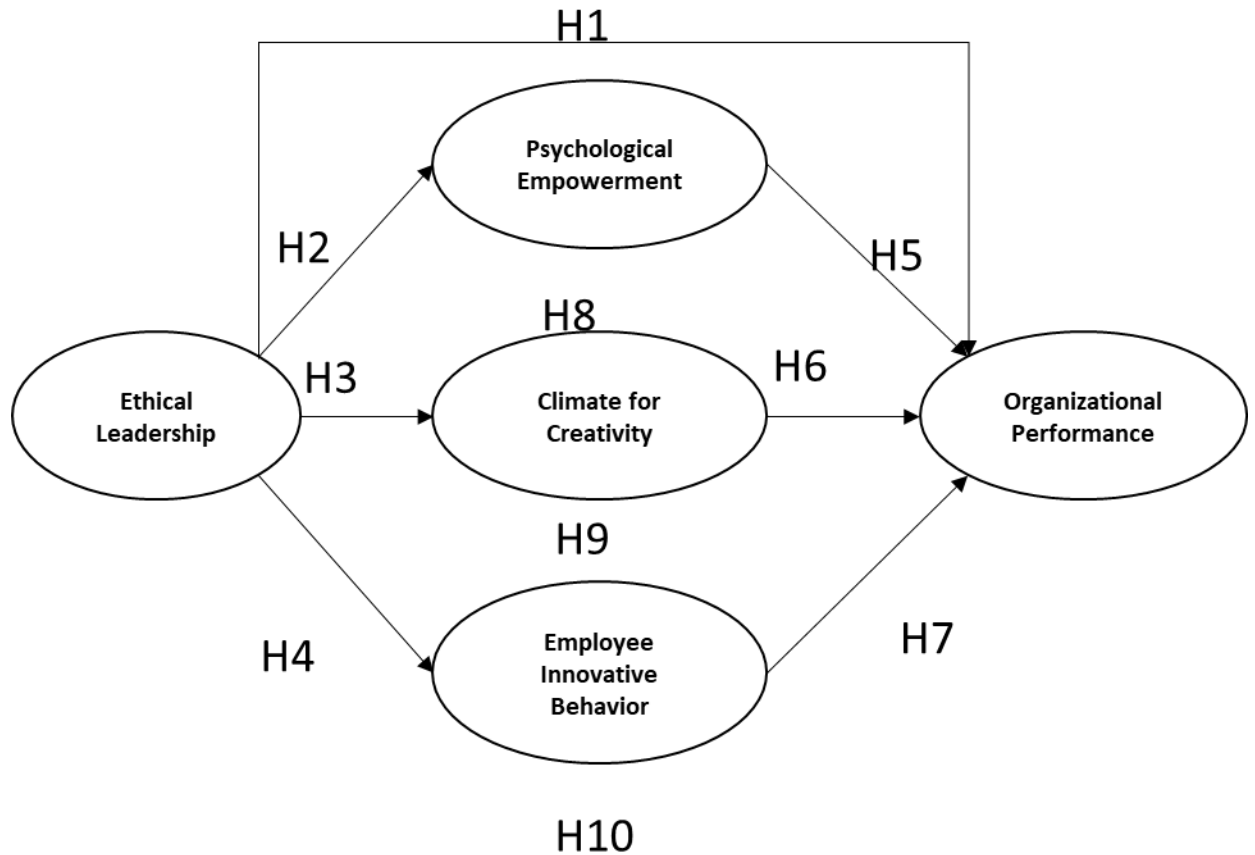 H1
Psychological
Empowerment
H2
H5
H8
H3
H6
Ethical
Leadership
Climate for
Creativity
Organizational
Performance
H9
H4
Employee
Innovative
Behavior
H7
H10